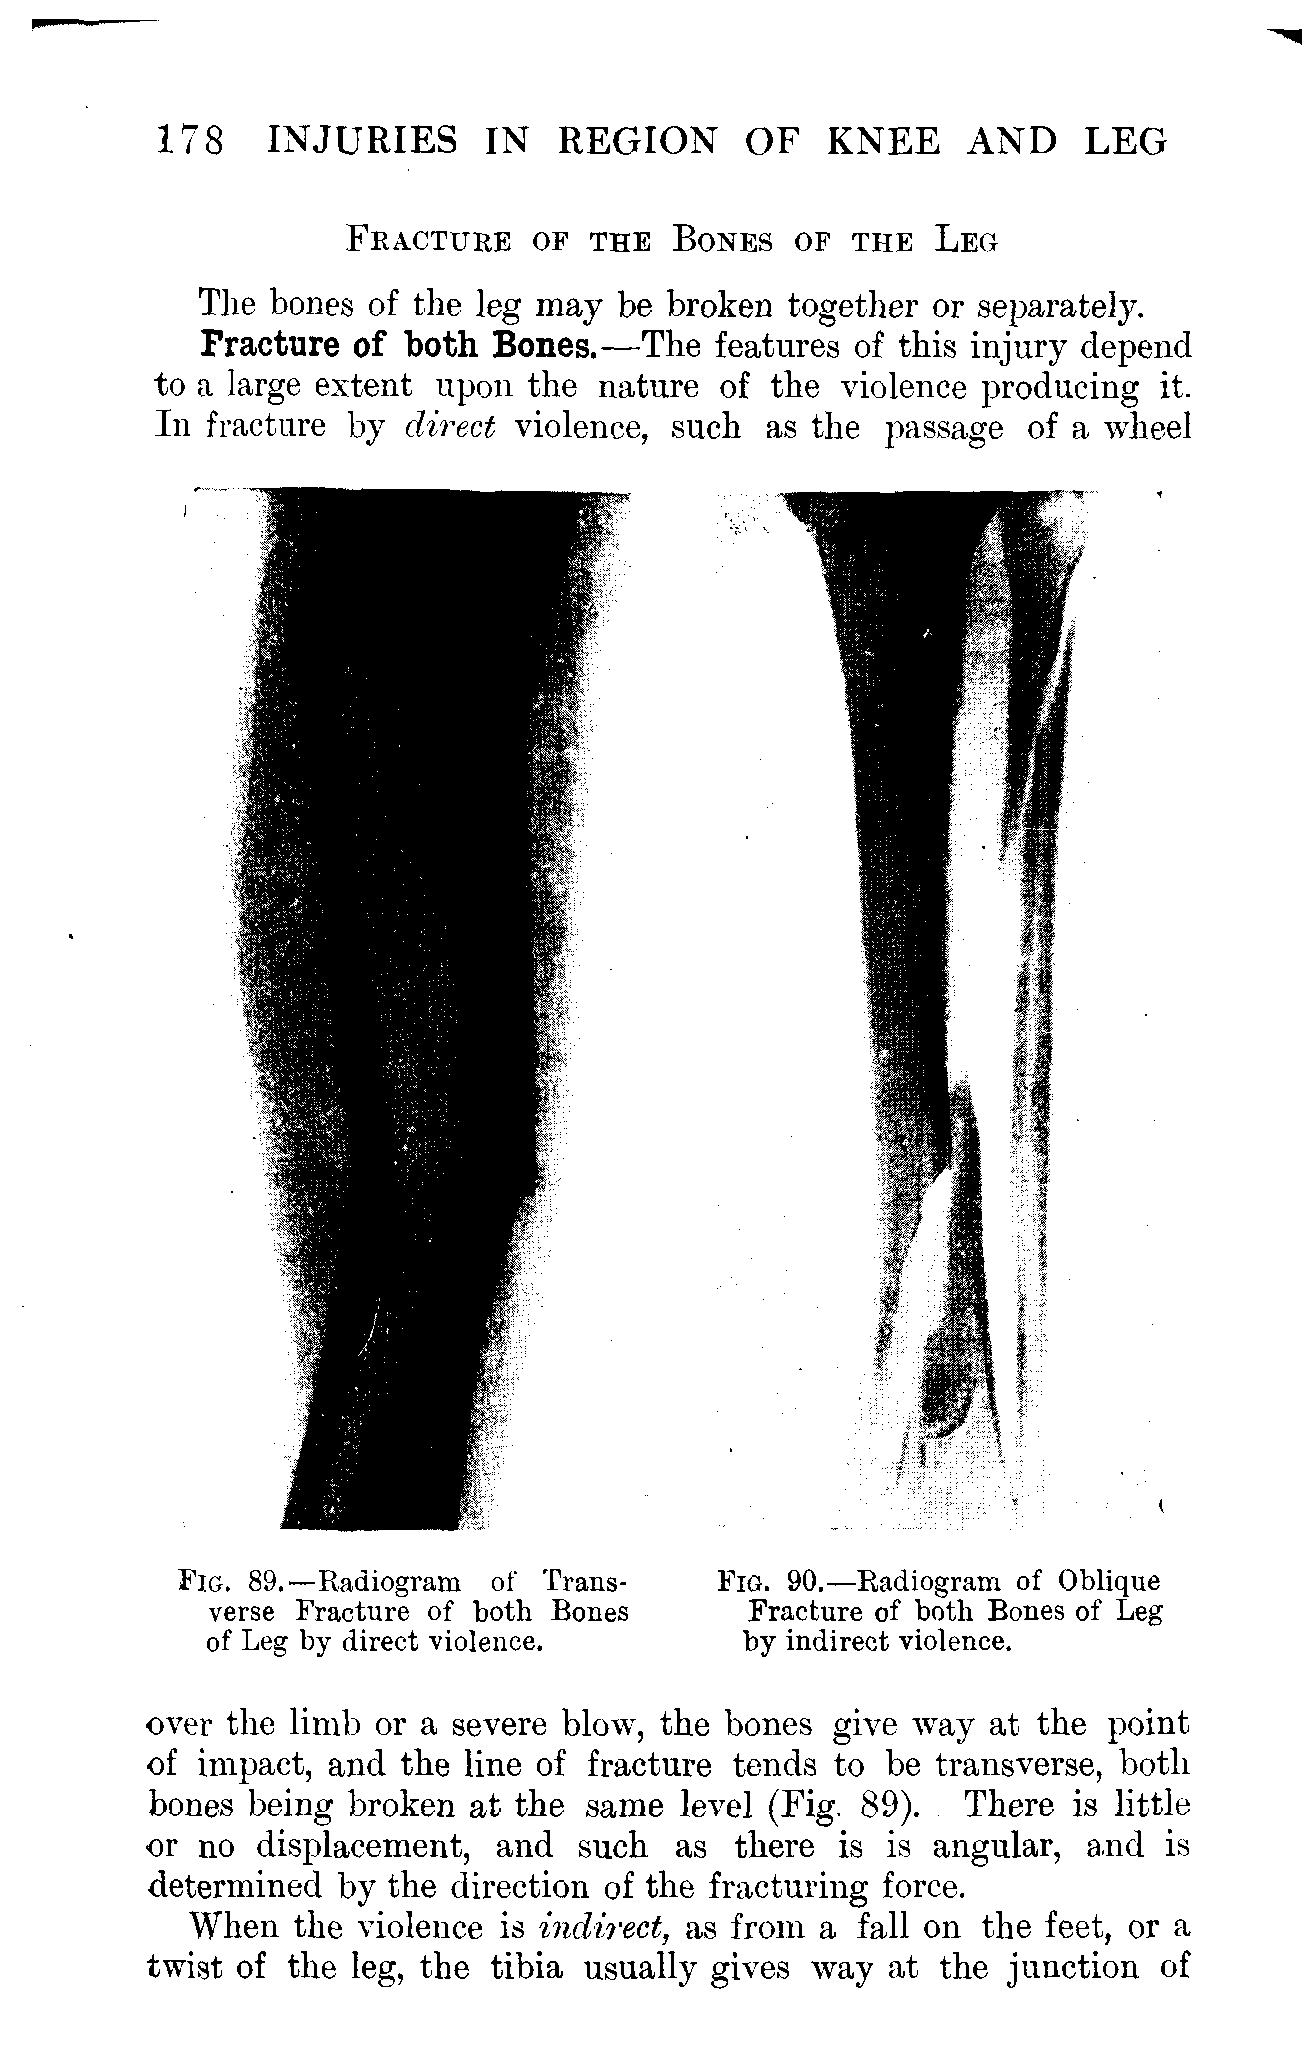 178 INJURIES IN REGION OF KNEE AND LEG
FRACTURE OF THE BONES OF THE LEG
The bones of the leg may be broken together or separately.
Fracture of both Bones.—The features of this injury depend
to a large extent upon the nature of the violence producing it.
In fracture by direct violence, such as the passage of a wheel
FIG. 89.—Radiogram of Trans-
verse Fracture of both Bones
of Leg by direct violence.
FIG. 90.—Radiogram of Oblique
Fracture of both Bones of Leg
by indirect violence.
over the limb or a severe blow, the bones give way at the point
of impact, and the line of fracture tends to be transverse, both
bones being broken at the same level (Fig. 89). There is little
or no displacement, and such as there is is angular, and is
determined by the direction of the fracturing force.
When the violence is indirect, as from a fall on the feet, or a
twist of the leg, the tibia usually gives way at the junction of